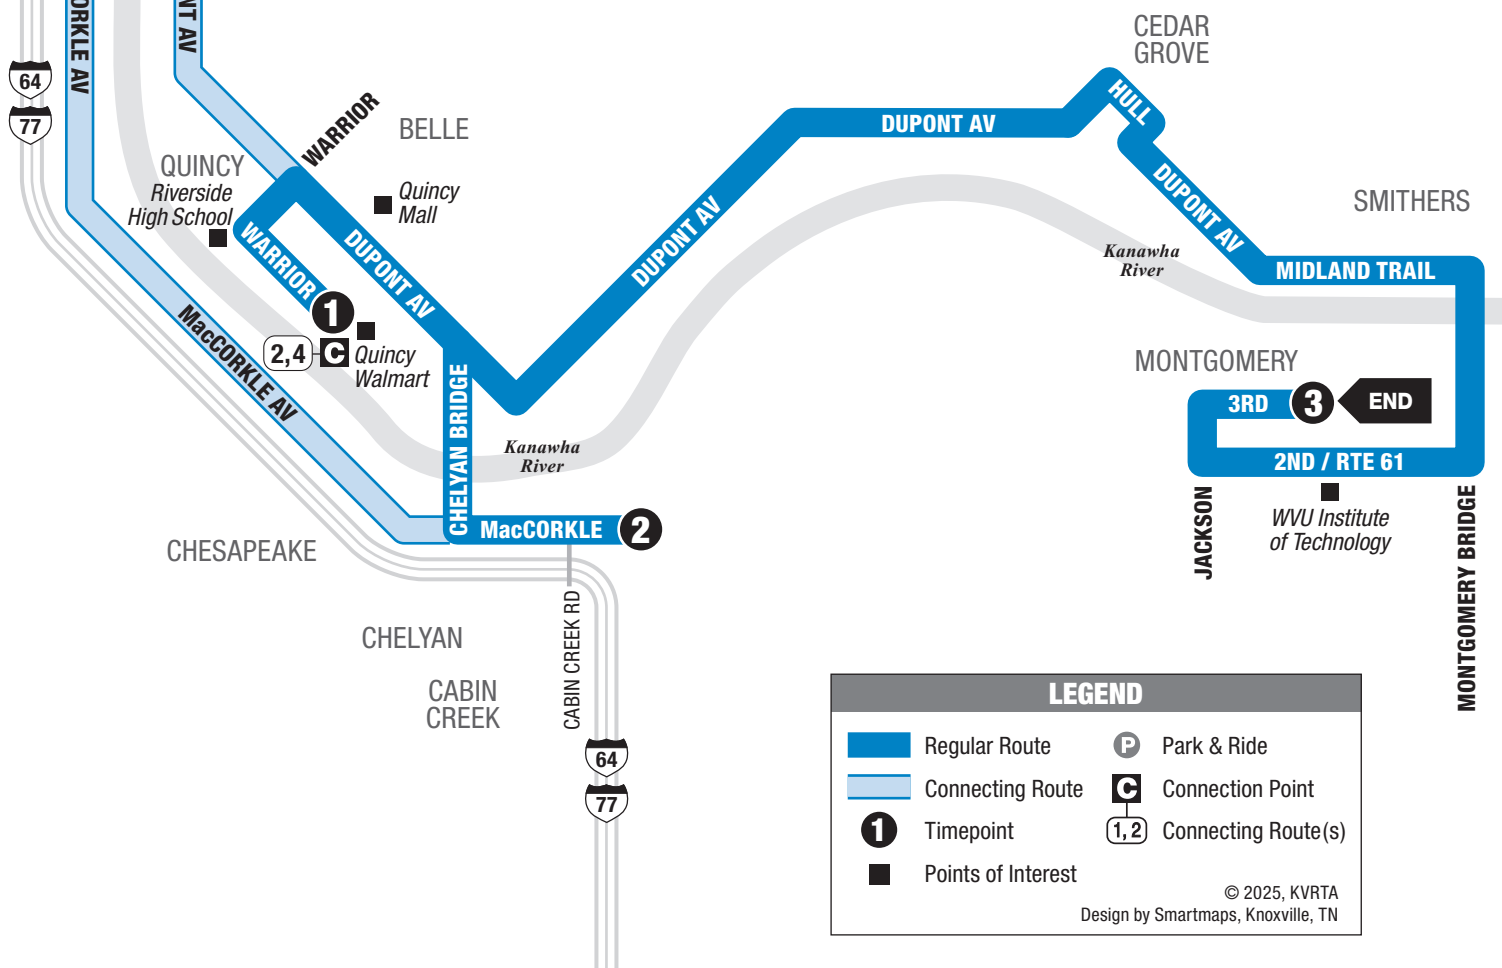 ORKLE AV
NT AV
64
77
CEDAR
GROVE
HULL
WARRIOR
BELLE
DUPONT AV
QUINCY
Riverside
High School
Quincy
Mall
WARRIOR
DUPONT AV
DUPONT AV
DUPONT AV
SMITHERS
Kanawha
River
MIDLAND TRAIL
1
MacCORKLE AV
2,4
C
Quincy
Walmart
MONTGOMERY
3RD
3
END
CHELYAN BRIDGE
Kanawha
River
2ND / RTE 61
JACKSON
MONTGOMERY BRIDGE
WVU Institute
of Technology
MacCORKLE
2
CHESAPEAKE
CHELYAN
CABIN CREEK RD
CABIN
CREEK
64
77
LEGEND
Regular Route
P
Park & Ride
Connecting Route
C
Connection Point
1
Timepoint
1,2
Connecting Route(s)
Points of Interest
© 2025, KVRTA
Design by Smartmaps, Knoxville, TN